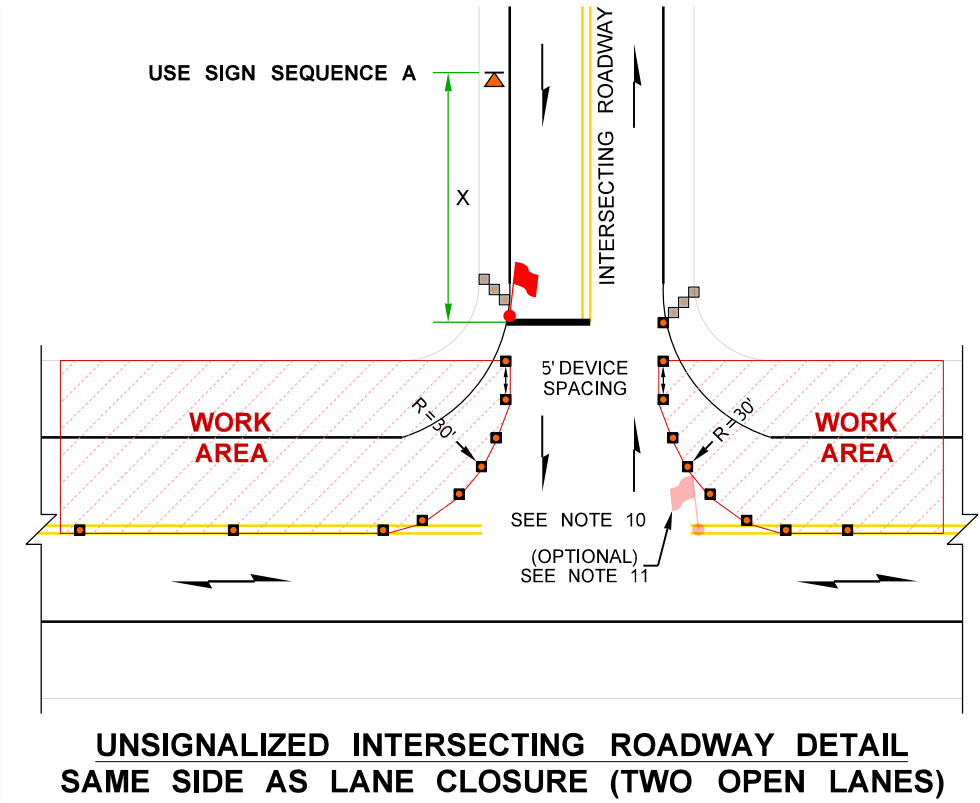 USE SIGN SEQUENCE A
X
INTERSECTING ROADWAY
5' DEVICE
SPACING
WORK
AREA
R = 30'
R = 30'
WORK
AREA
SEE NOTE 10
(OPTIONAL)
SEE NOTE 11
UNSIGNALIZED INTERSECTING ROADWAY DETAIL
SAME SIDE AS LANE CLOSURE (TWO OPEN LANES)